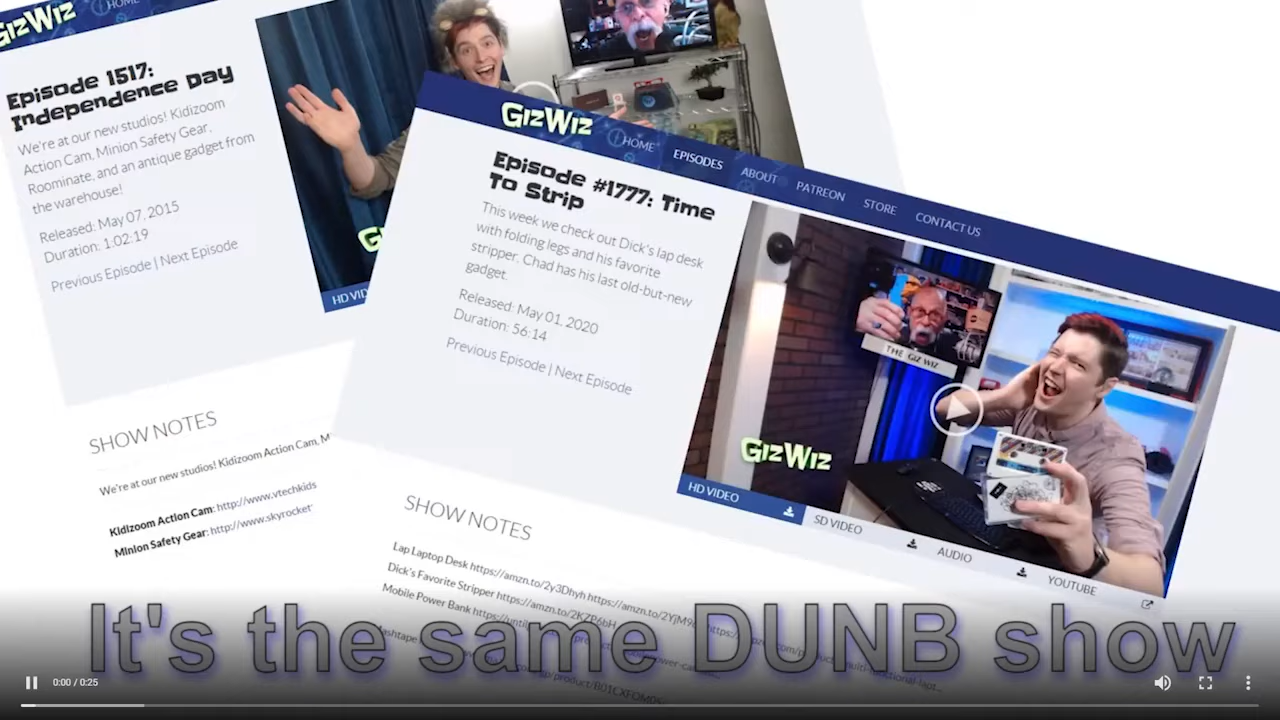 GizWiz
HOME
Episode 1517:
Independence Day
We're at our new studios! Kidizoom
Action Cam, Minion Safety Gear,
Roominate, and an antique gadget from
the warehouse!
Released: May 07, 2015
Duration: 1:02:19
Previous Episode | Next Episode
HD VID
SHOW NOTES
We're at our new studios! Kidizoom Action Cam, M
Kidizoom Action Cam: http://www.vtechkids
Minion Safety Gear: http://www.skyrocket
GizWiz
HOME
EPISODES
ABOUT
PATREON
STORE
CONTACT US
Episode #1777: Time
To Strip
This week we check out Dick's lap desk
with folding legs and his favorite
stripper. Chad has his last old-but-new
gadget.
Released: May 01, 2020
Duration: 56:14
Previous Episode | Next Episode
THE GIZ WIZ
GizWiz
HD VIDEO
SD VIDEO
AUDIO
YOUTUBE
SHOW NOTES
Lap Laptop Desk https://amzn.to/2y3Dhyh https://amzn.to/2YjM9
Dick's Favorite Stripper https://amzn.to/2KZP6bH
Mobile Power Bank
It's the same DUNB show
0:00 / 0:25